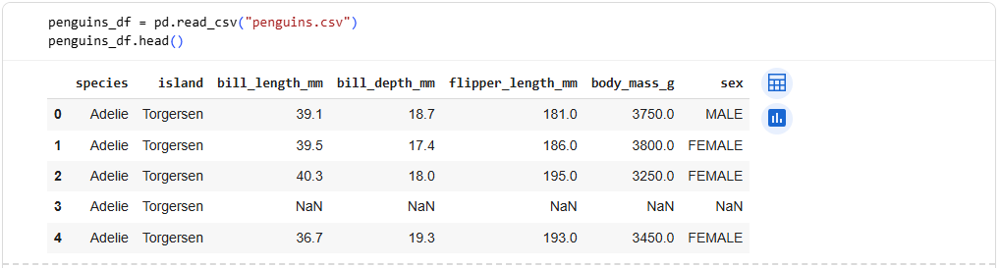 penguins_df = pd.read_csv("penguins.csv")
penguins_df.head()
species island bill_length_mm bill_depth_mm flipper_length_mm body_mass_g sex
0 Adelie Torgersen 39.1 18.7 181.0 3750.0 MALE
1 Adelie Torgersen 39.5 17.4 186.0 3800.0 FEMALE
2 Adelie Torgersen 40.3 18.0 195.0 3250.0 FEMALE
3 Adelie Torgersen NaN NaN NaN NaN NaN
4 Adelie Torgersen 36.7 19.3 193.0 3450.0 FEMALE